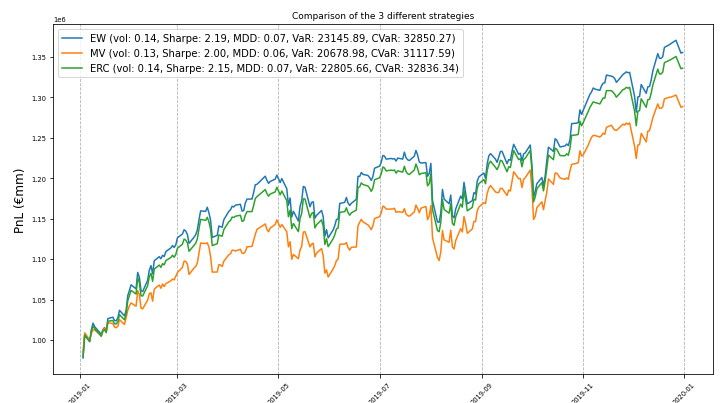 Comparison of the 3 different strategies
1e6
EW (vol: 0.14, Sharpe: 2.19, MDD: 0.07, VaR: 23145.89, CVaR: 32850.27)
MV (vol: 0.13, Sharpe: 2.00, MDD: 0.06, VaR: 20678.98, CVaR: 31117.59)
ERC (vol: 0.14, Sharpe: 2.15, MDD: 0.07, VaR: 22805.66, CVaR: 32836.34)
1.35
1.30
1.25
1.20
1.15
1.10
1.05
1.00
PnL (€/mm)
2019-01
2019-03
2019-05
2019-07
2019-09
2019-11
2020-01